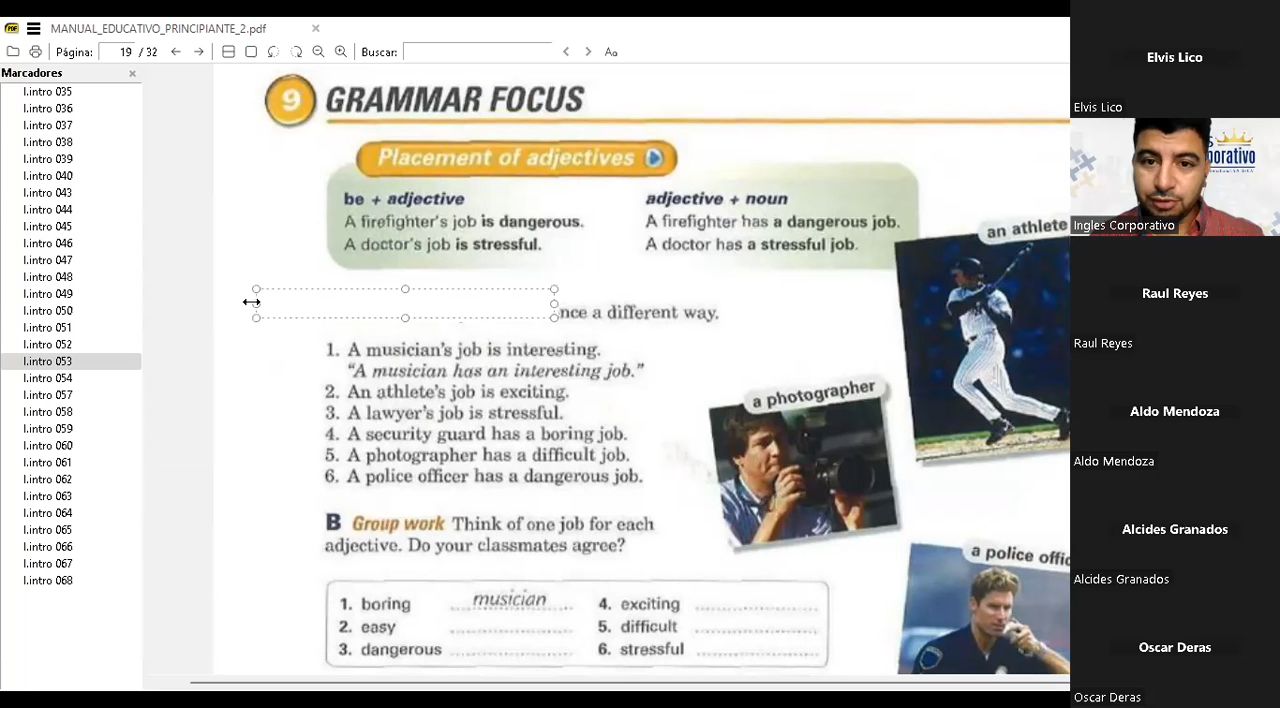 MANUAL_EDUCATIVO_PRINCIPIANTE_2.pdf
Página: 19 / 32 Buscar: Aa
Marcadores
I.intro 035
I.intro 036
I.intro 037
I.intro 038
I.intro 039
I.intro 040
I.intro 043
I.intro 044
I.intro 045
I.intro 046
I.intro 047
I.intro 048
I.intro 049
I.intro 050
I.intro 051
I.intro 052
I.intro 053
I.intro 054
I.intro 057
I.intro 058
I.intro 059
I.intro 060
I.intro 061
I.intro 062
I.intro 063
I.intro 064
I.intro 065
I.intro 066
I.intro 067
I.intro 068
9 GRAMMAR FOCUS
Placement of adjectives
be + adjective
A firefighter's job is dangerous.
A doctor's job is stressful.
adjective + noun
A firefighter has a dangerous job.
A doctor has a stressful job.
an athlete
nce a different way.
1. A musician's job is interesting.
"A musician has an interesting job."
2. An athlete's job is exciting.
3. A lawyer's job is stressful.
4. A security guard has a boring job.
5. A photographer has a difficult job.
6. A police officer has a dangerous job.
a photographer
B Group work Think of one job for each
adjective. Do your classmates agree?
a police offic
1. boring musician
2. easy
3. dangerous
4. exciting
5. difficult
6. stressful
Elvis Lico
Elvis Lico
porativo
Ingles Corporativo
Raul Reyes
Raul Reyes
Aldo Mendoza
Aldo Mendoza
Alcides Granados
Alcides Granados
Oscar Deras
Oscar Deras